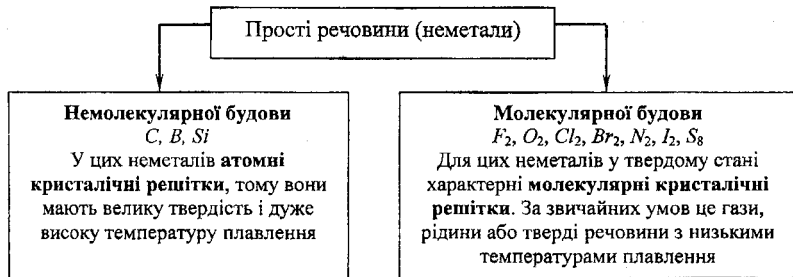 Прості речовини (неметали)
Немолекулярної будови
C, B, Si
У цих неметалів атомні
кристалічні решітки, тому вони
мають велику твердість і дуже
високу температуру плавлення
Молекулярної будови
F₂, O₂, Cl₂, Br₂, N₂, I₂, S₈
Для цих неметалів у твердому стані
характерні молекулярні кристалічні
решітки. За звичайних умов це гази,
рідини або тверді речовини з низькими
температурами плавлення